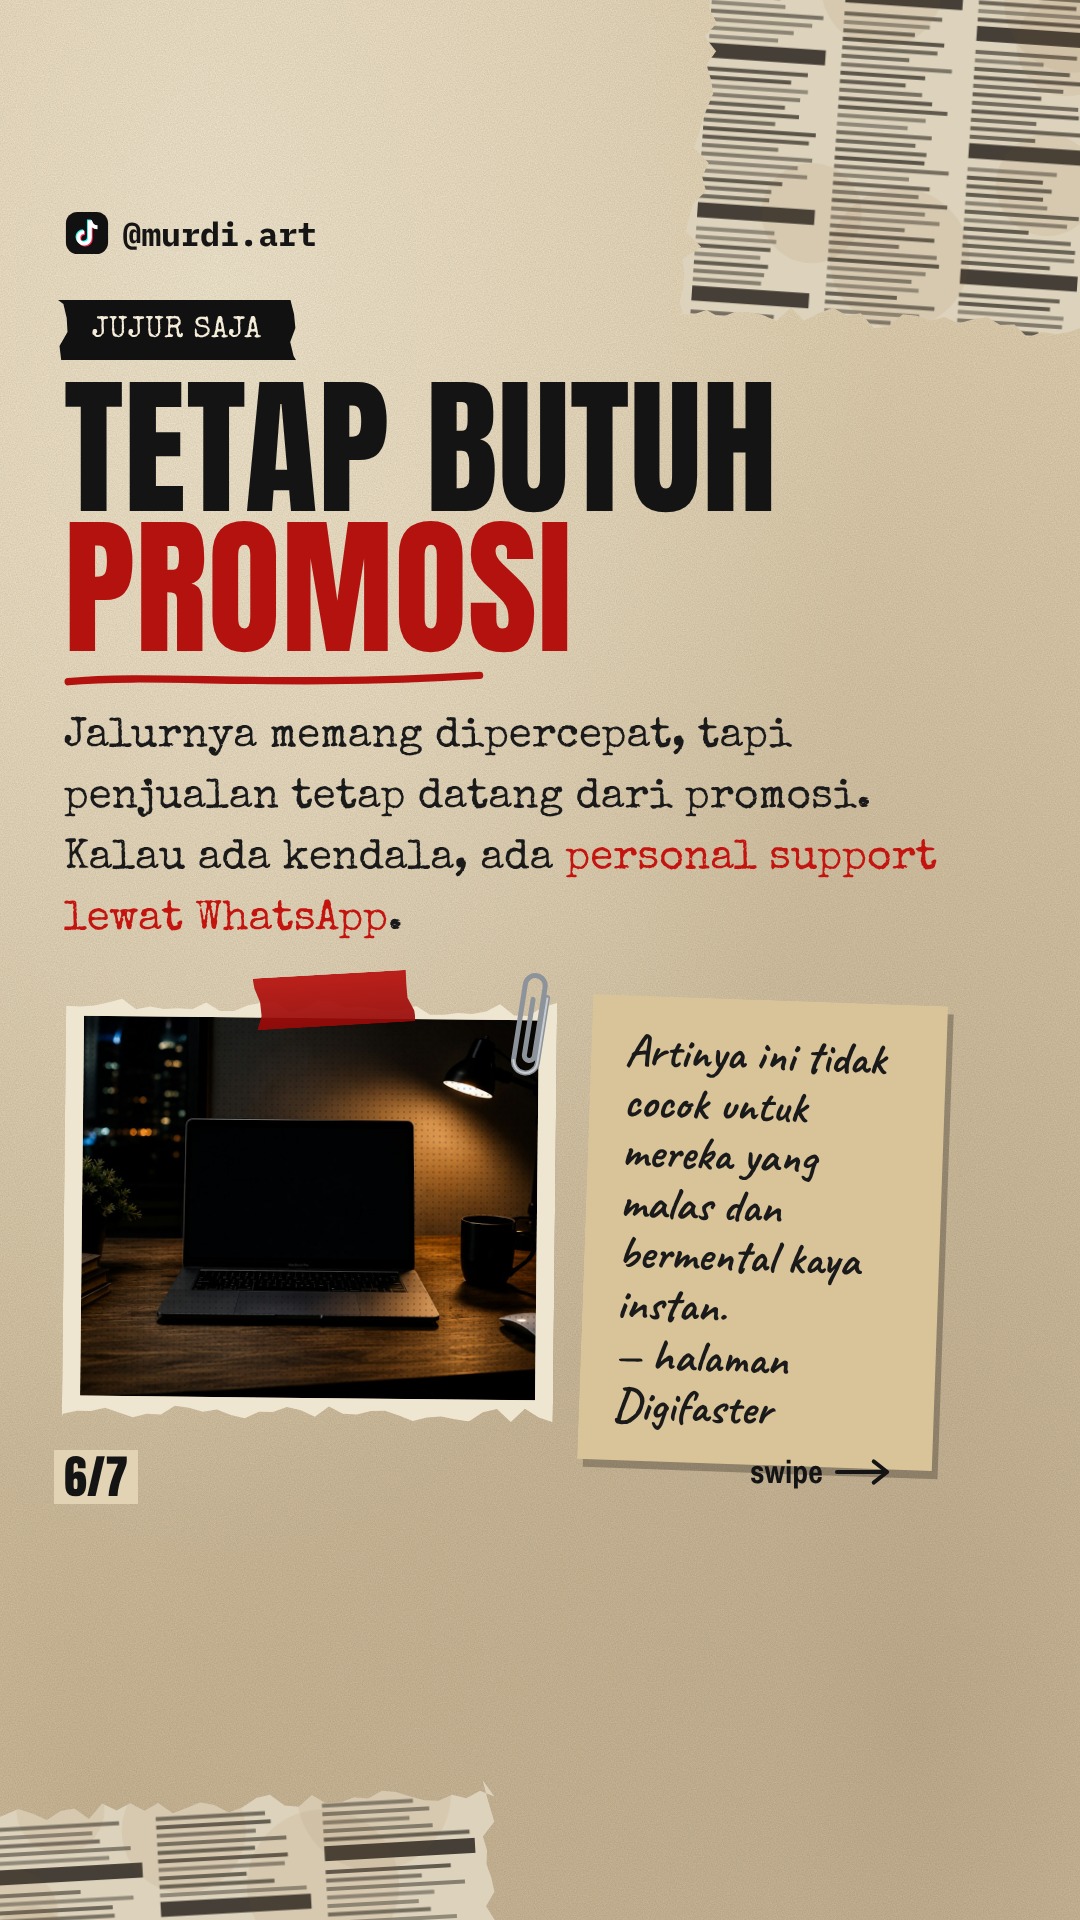 @murdi.art
JUJUR SAJA
TETAP BUTUH
PROMOSI
Jalurnya memang dipercepat, tapi
penjualan tetap datang dari promosi.
Kalau ada kendala, ada personal support
lewat WhatsApp.
Artinya ini tidak
cocok untuk
mereka yang
malas dan
bermental kaya
instan.
— halaman
Digifaster
6/7
swipe →